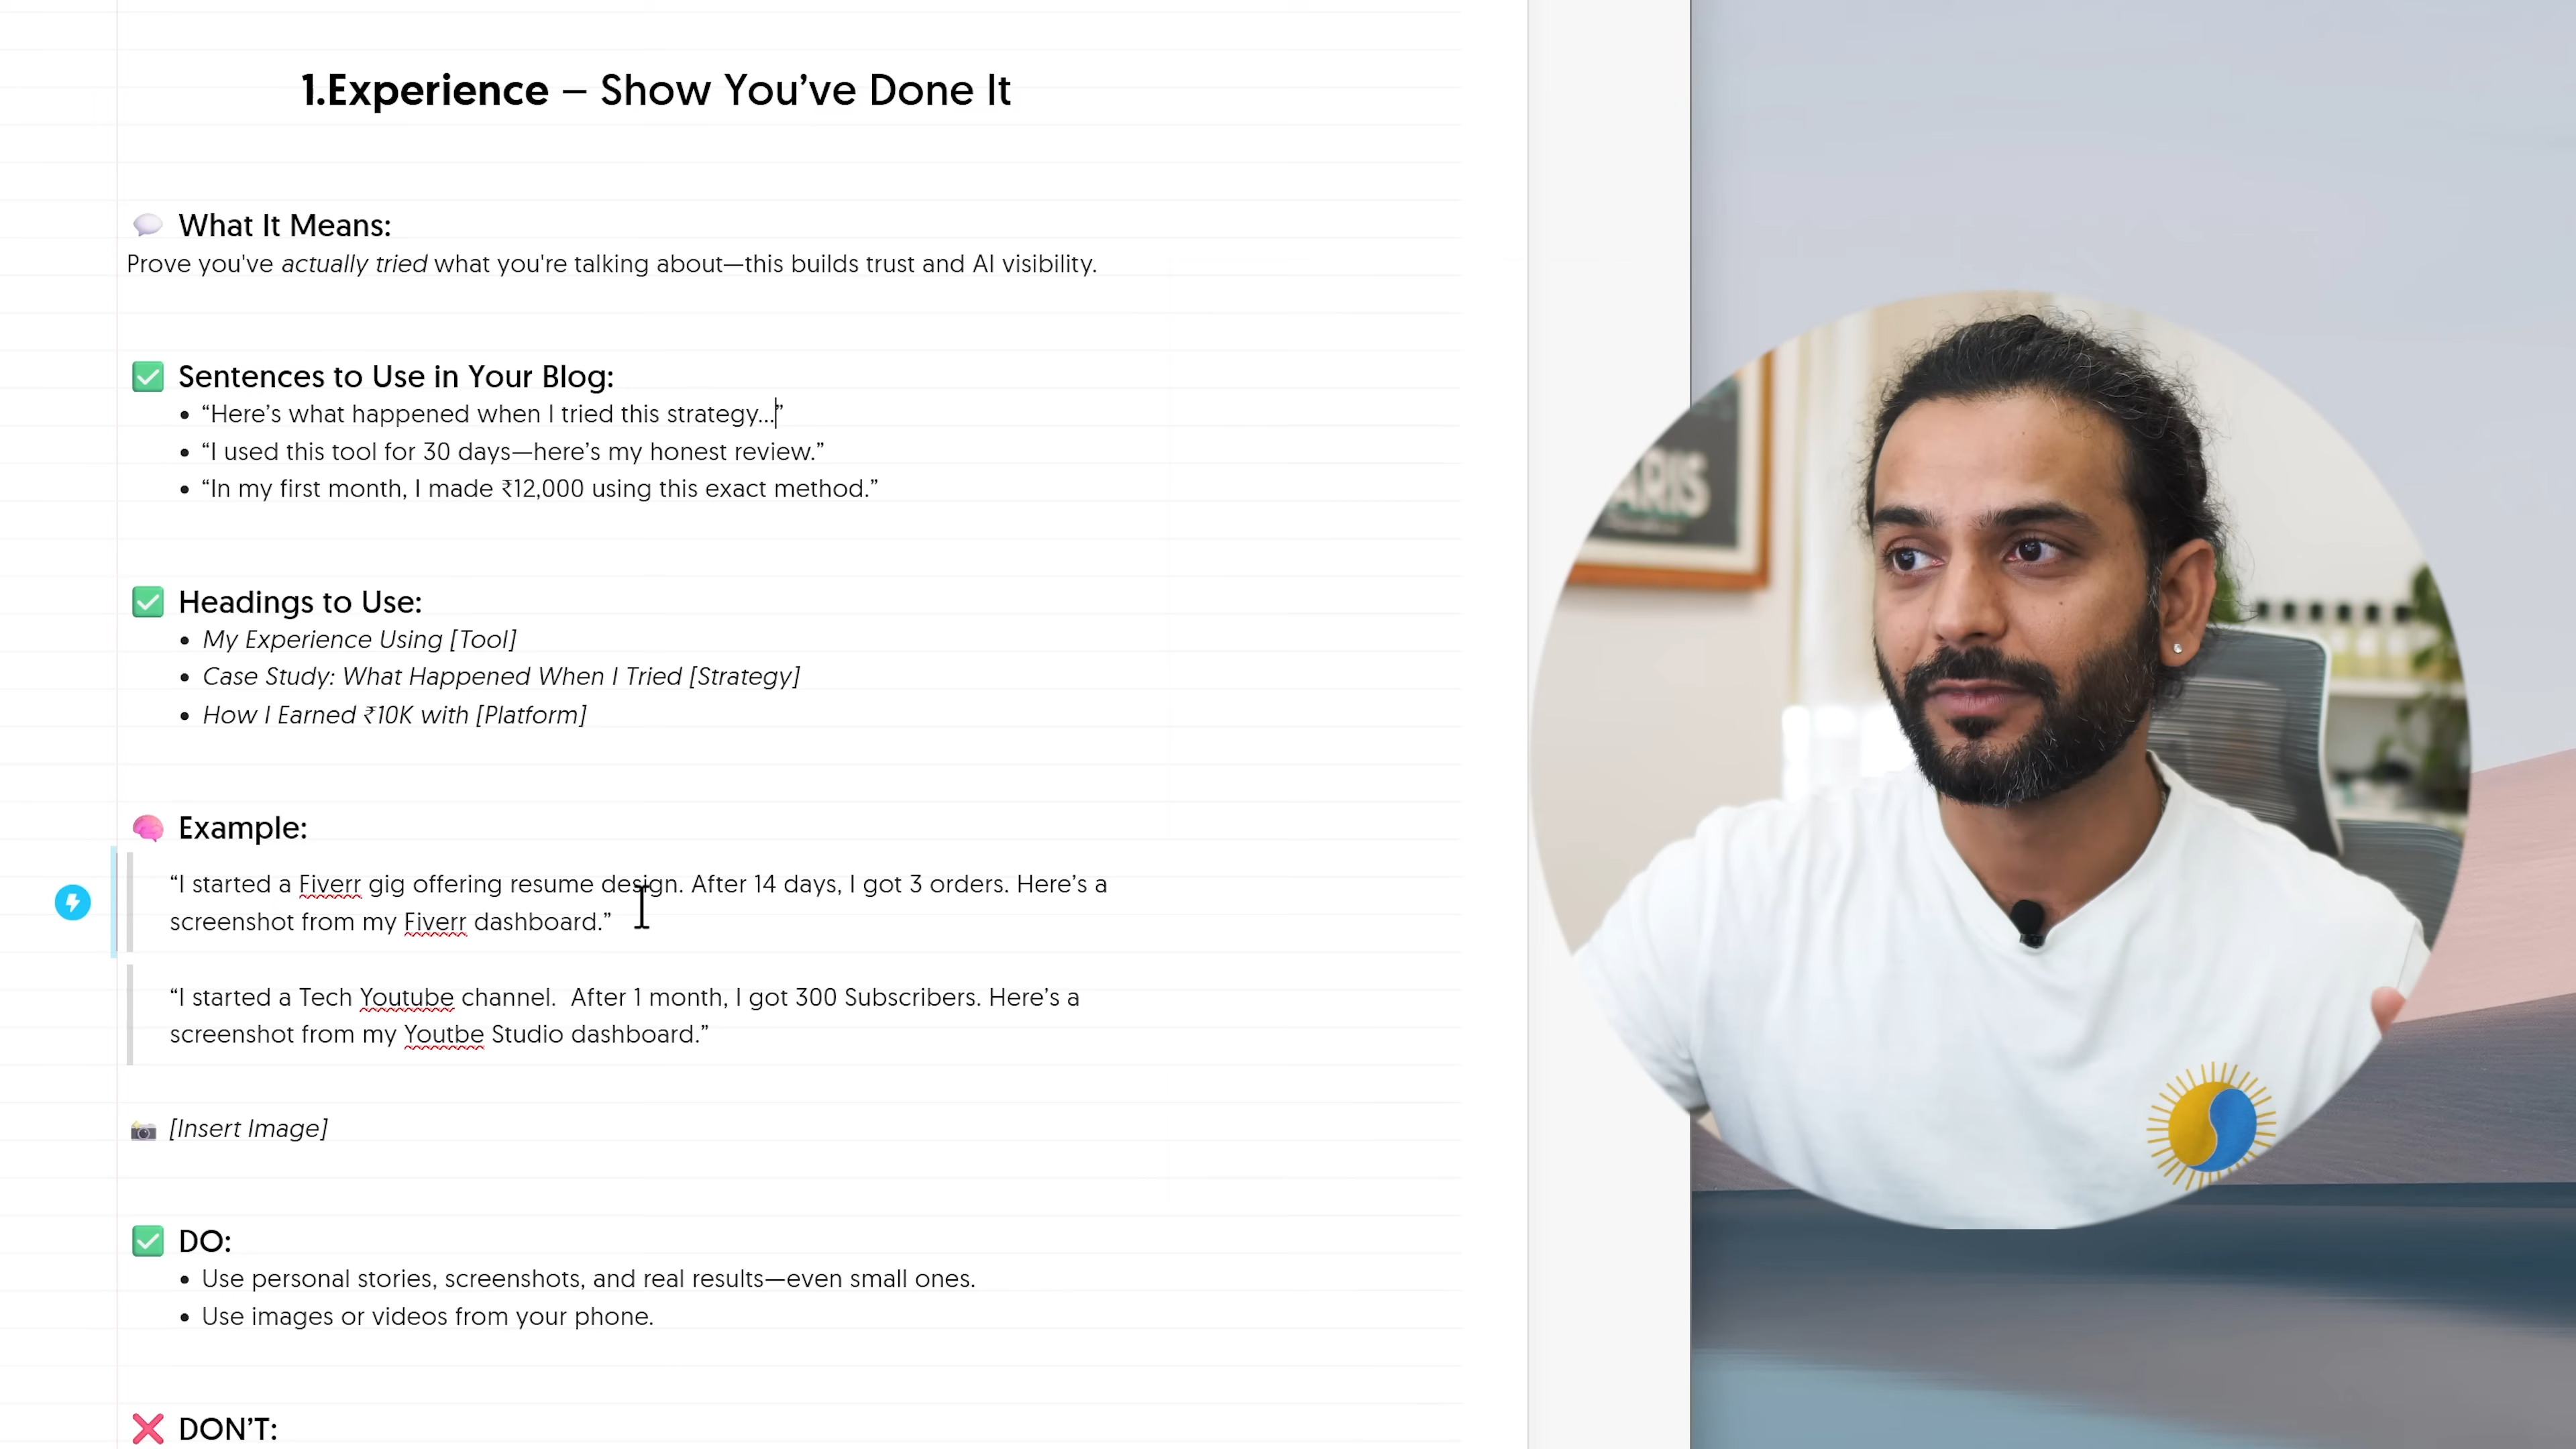 1.Experience – Show You’ve Done It
What It Means:
Prove you've actually tried what you're talking about—this builds trust and AI visibility.
Sentences to Use in Your Blog:
“Here’s what happened when I tried this strategy...”
“I used this tool for 30 days—here’s my honest review.”
“In my first month, I made ₹12,000 using this exact method.”
Headings to Use:
My Experience Using [Tool]
Case Study: What Happened When I Tried [Strategy]
How I Earned ₹10K with [Platform]
Example:
“I started a Fiverr gig offering resume design. After 14 days, I got 3 orders. Here’s a
screenshot from my Fiverr dashboard.”
“I started a Tech Youtube channel.  After 1 month, I got 300 Subscribers. Here’s a
screenshot from my Youtbe Studio dashboard.”
[Insert Image]
DO:
Use personal stories, screenshots, and real results—even small ones.
Use images or videos from your phone.
DON’T: